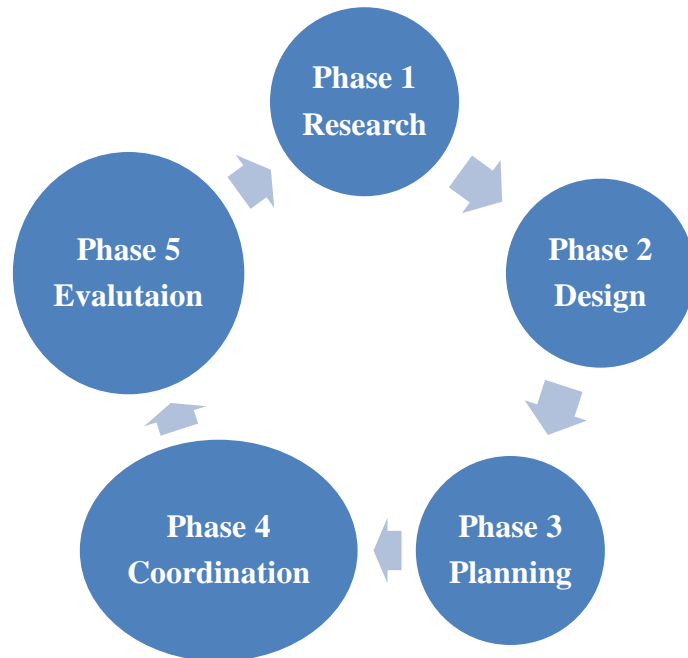 Phase 1
Research
Phase 2
Design
Phase 3
Planning
Phase 4
Coordination
Phase 5
Evalutaion